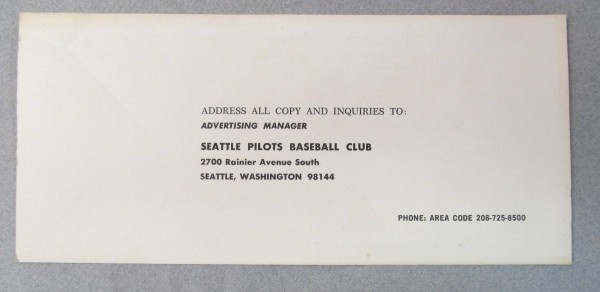 ADDRESS ALL COPY AND INQUIRIES TO:
ADVERTISING MANAGER
SEATTLE PILOTS BASEBALL CLUB
2700 Rainier Avenue South
SEATTLE, WASHINGTON 98144
PHONE: AREA CODE 206-725-8500